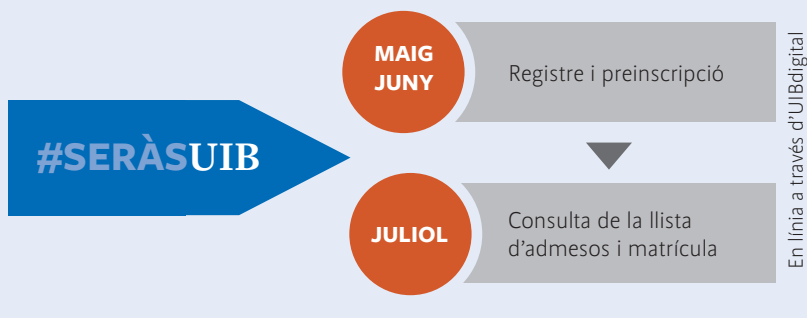 #SERÀSUIB
MAIG
JUNY
Registre i preinscripció
JULIOL
Consulta de la llista
d'admesos i matrícula
En línia a través d'UIBdigital